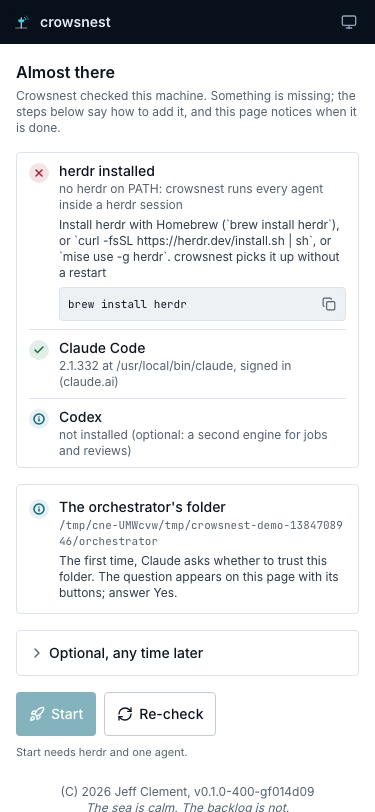 crowsnest
Almost there
Crowsnest checked this machine. Something is missing; the
steps below say how to add it, and this page notices when it
is done.
herdr installed
no herdr on PATH: crowsnest runs every agent
inside a herdr session
Install herdr with Homebrew (`brew install herdr`),
or `curl -fsSL https://herdr.dev/install.sh | sh`, or
`mise use -g herdr`. crowsnest picks it up without
a restart
brew install herdr
Claude Code
2.1.332 at /usr/local/bin/claude, signed in
(claude.ai)
Codex
not installed (optional: a second engine for jobs
and reviews)
The orchestrator's folder
/tmp/cne-UMWcvw/tmp/crowsnest-demo-13847089
46/orchestrator
The first time, Claude asks whether to trust this
folder. The question appears on this page with its
buttons; answer Yes.
Optional, any time later
Start
Re-check
Start needs herdr and one agent.
(C) 2026 Jeff Clement, v0.1.0-400-gf014d09
The sea is calm. The backlog is not.